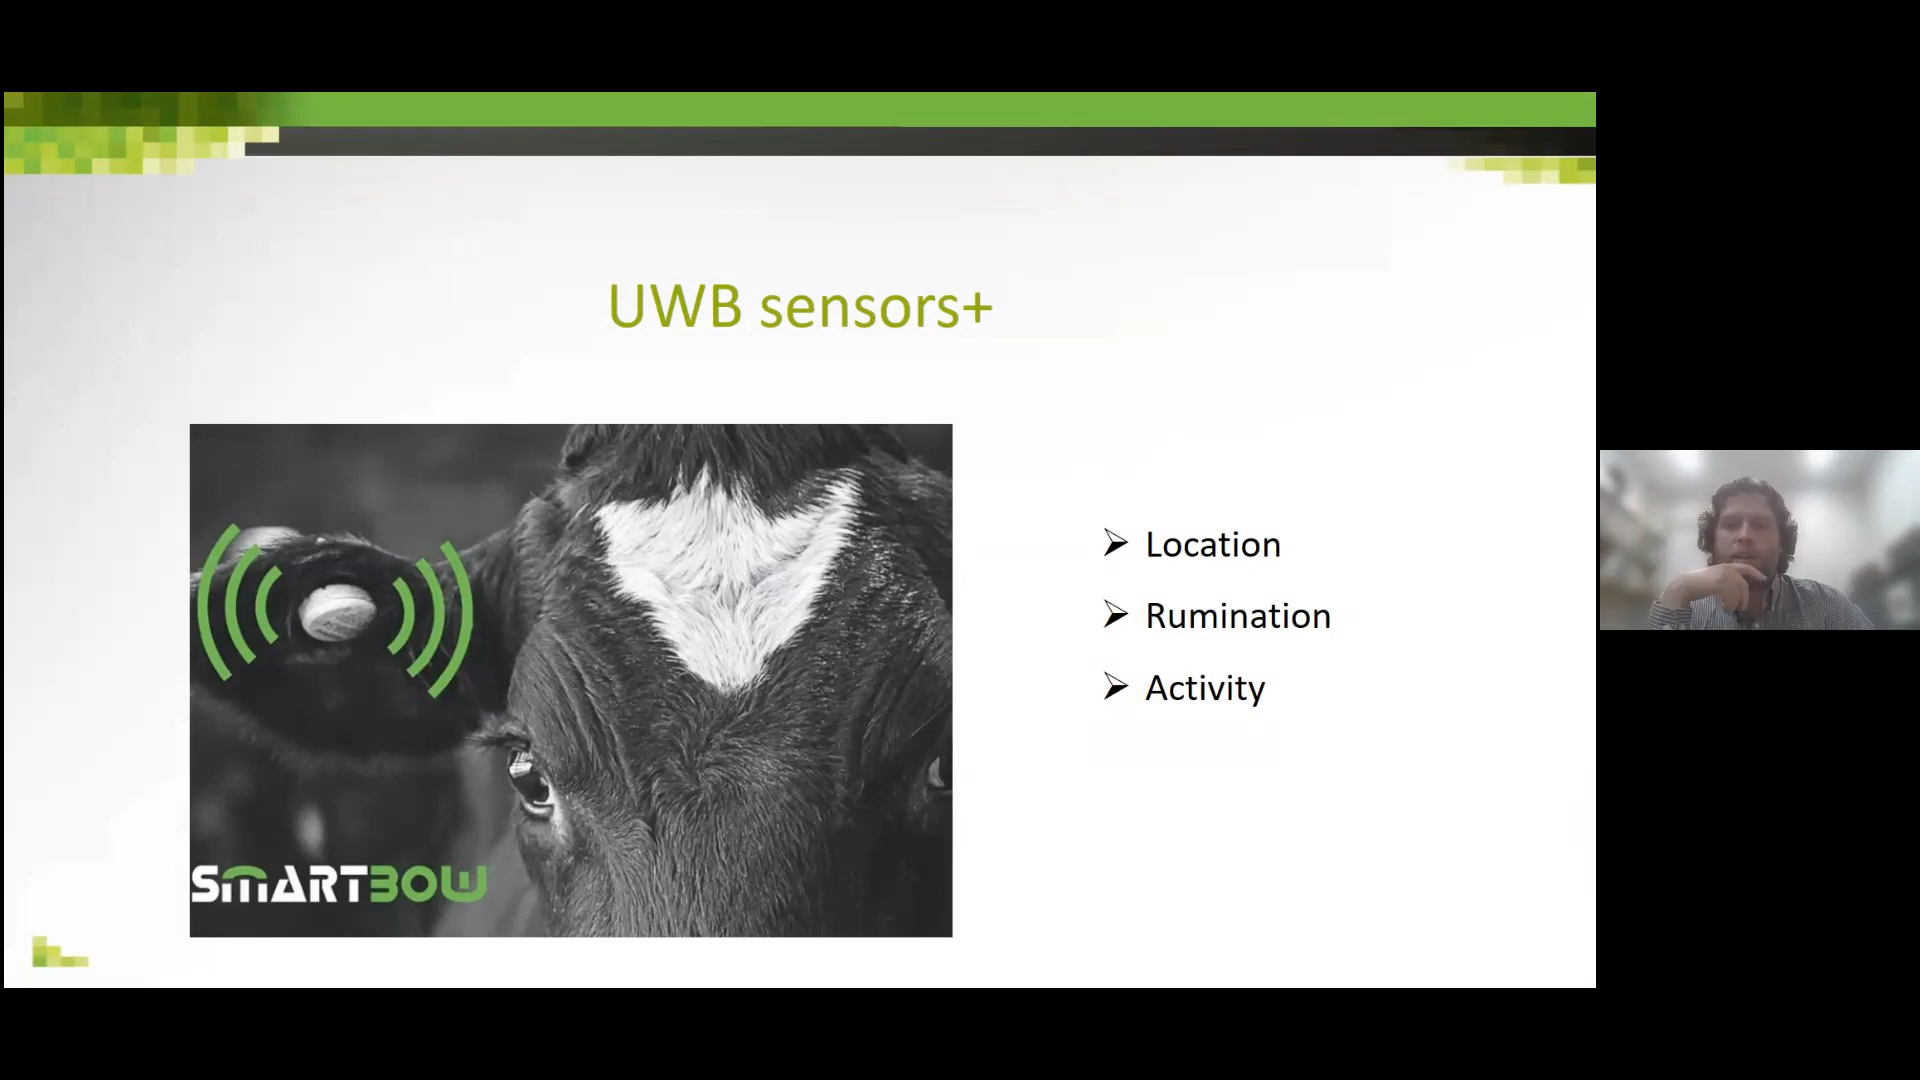 UWB sensors+
Location
Rumination
Activity
SMARTBOW